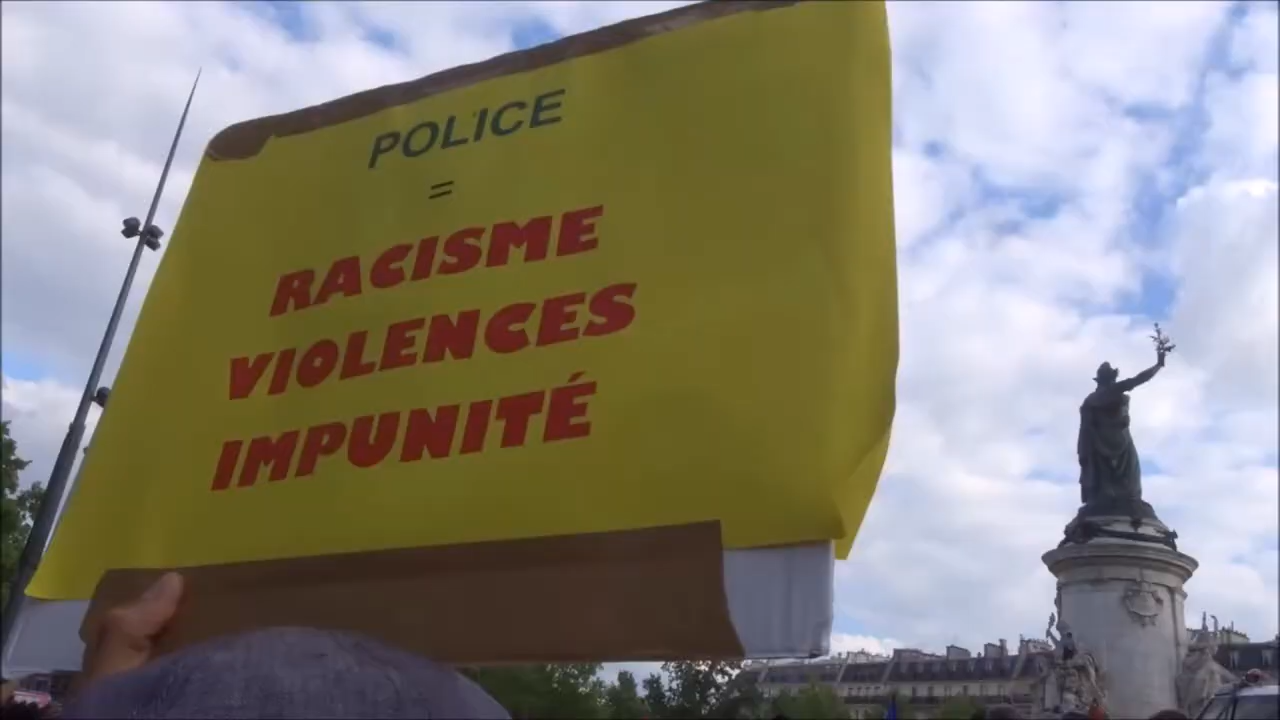 POLICE
=
RACISME
VIOLENCES
IMPUNITÉ